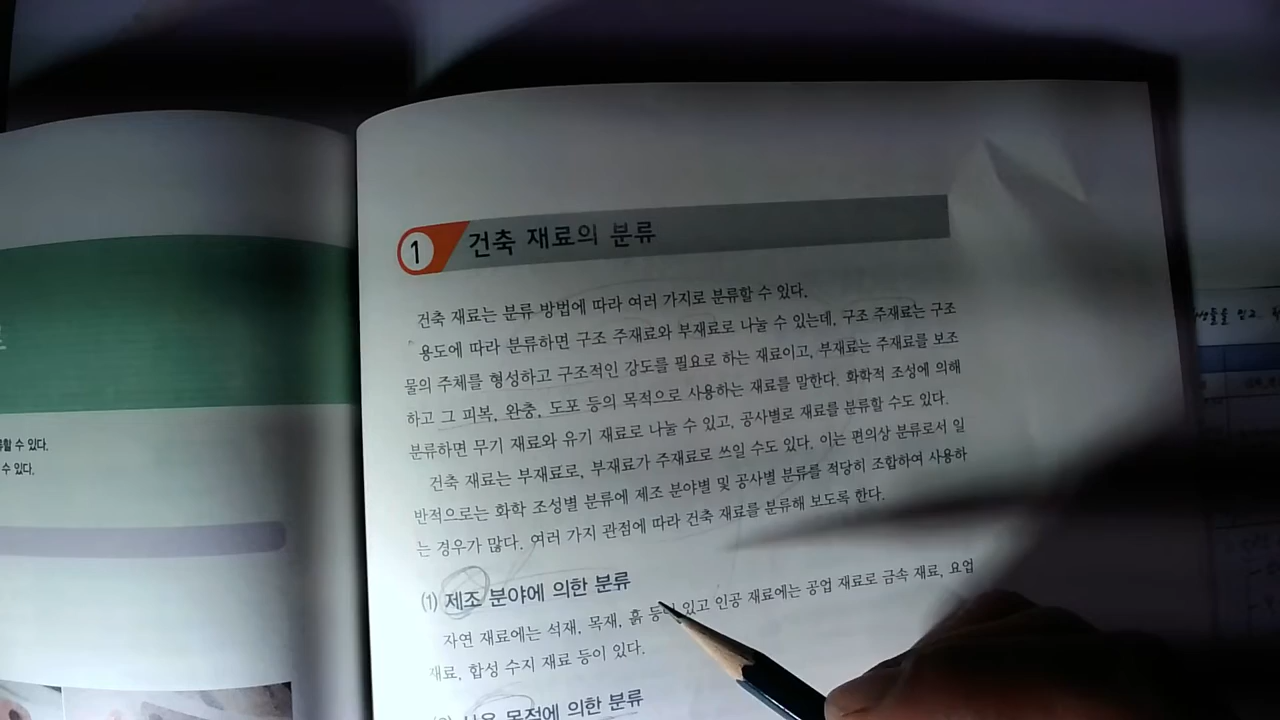 할 수 있다.
수 있다.
1 건축 재료의 분류
건축 재료는 분류 방법에 따라 여러 가지로 분류할 수 있다.
용도에 따라 분류하면 구조 주재료와 부재료로 나눌 수 있는데, 구조 주재료는 구조
물의 주체를 형성하고 구조적인 강도를 필요로 하는 재료이고, 부재료는 주재료를 보조
하고 그 피복, 완충, 도포 등의 목적으로 사용하는 재료를 말한다. 화학적 조성에 의해
분류하면 무기 재료와 유기 재료로 나눌 수 있고, 공사별로 재료를 분류할 수도 있다.
건축 재료는 부재료로, 부재료가 주재료로 쓰일 수도 있다. 이는 편의상 분류로서 일
반적으로는 화학 조성별 분류에 제조 분야별 및 공사별 분류를 적당히 조합하여 사용하
는 경우가 많다. 여러 가지 관점에 따라 건축 재료를 분류해 보도록 한다.
(1) 제조 분야에 의한 분류
자연 재료에는 석재, 목재, 흙 있고 인공 재료에는 공업 재료로 금속 재료, 요업
재료, 합성 수지 재료 등이 있다.
목적에 의한 분류